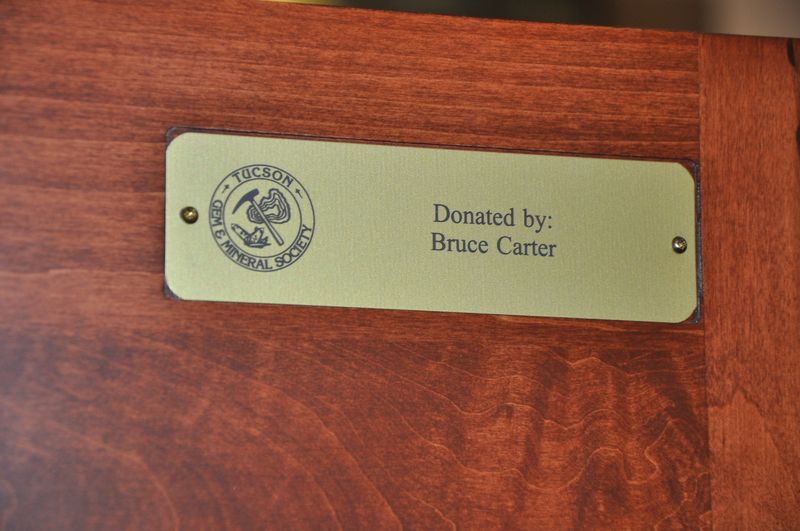 TUCSON
GEM & MINERAL SOCIETY
Donated by:
Bruce Carter